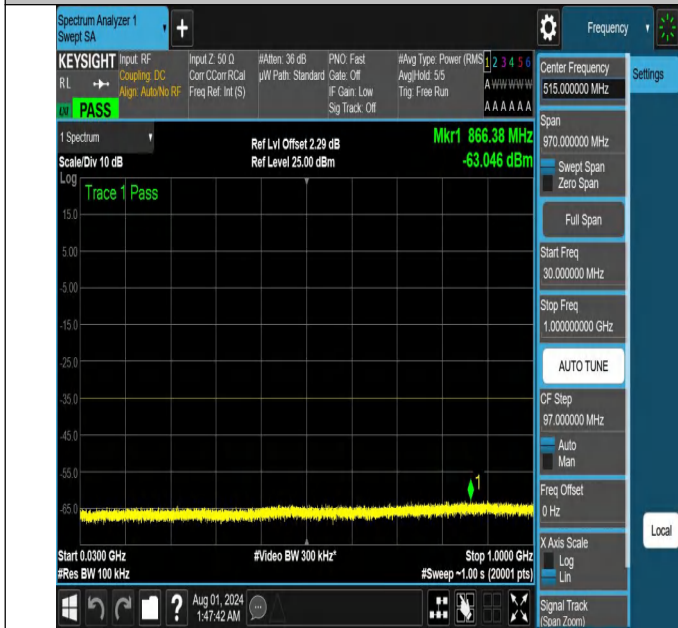 Spectrum Analyzer 1
Swept SA
+
Frequency
KEYSIGHT
RL
PASS
Input: RF
Coupling: DC
Align: Auto/No RF
Input Z: 50 Ω
Corr CCorr RCal
Freq Ref: Int (S)
#Atten: 36 dB
µW Path: Standard
PNO: Fast
Gate: Off
IF Gain: Low
Sig Track: Off
#Avg Type: Power (RMS
Avg|Hold: 5/5
Trig: Free Run
1 2 3 4 5 6
A W W W W W
A A A A A A
1 Spectrum
Scale/Div 10 dB
Ref Lvl Offset 2.29 dB
Ref Level 25.00 dBm
Mkr1 866.38 MHz
-63.046 dBm
Log
Trace 1 Pass
15.0
5.00
-5.00
-15.0
-25.0
-35.0
-45.0
-55.0
-65.0
1
Start 0.0300 GHz
#Res BW 100 kHz
#Video BW 300 kHz*
Stop 1.0000 GHz
#Sweep ~1.00 s (20001 pts)
?
Aug 01, 2024
1:47:42 AM
Center Frequency
515.000000 MHz
Settings
Span
970.000000 MHz
Swept Span
Zero Span
Full Span
Start Freq
30.000000 MHz
Stop Freq
1.000000000 GHz
AUTO TUNE
CF Step
97.000000 MHz
Auto
Man
Freq Offset
0 Hz
Local
X Axis Scale
Log
Lin
Signal Track
(Span Zoom)